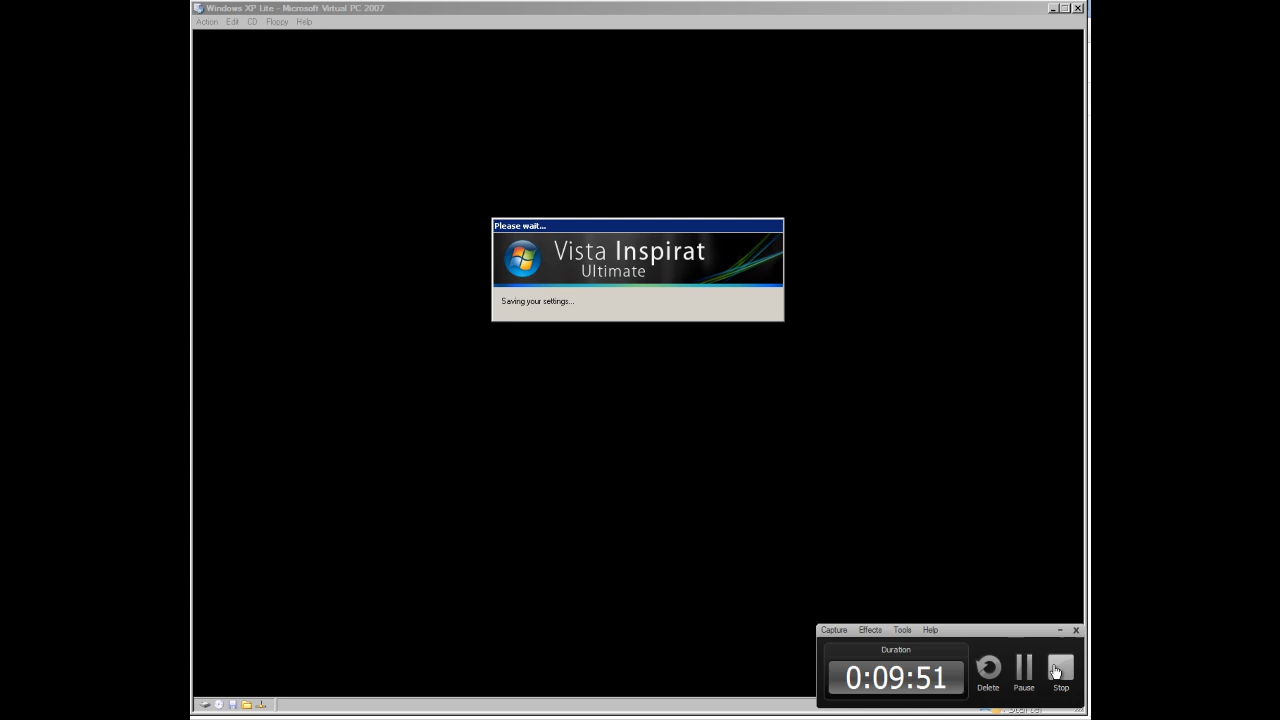 Windows XP Lite - Microsoft Virtual PC 2007
Action Edit CD Floppy Help
Please wait...
Vista Inspirat
Ultimate
Saving your settings...
Capture Effects Tools Help
Duration
0:09:51
Delete Pause Stop